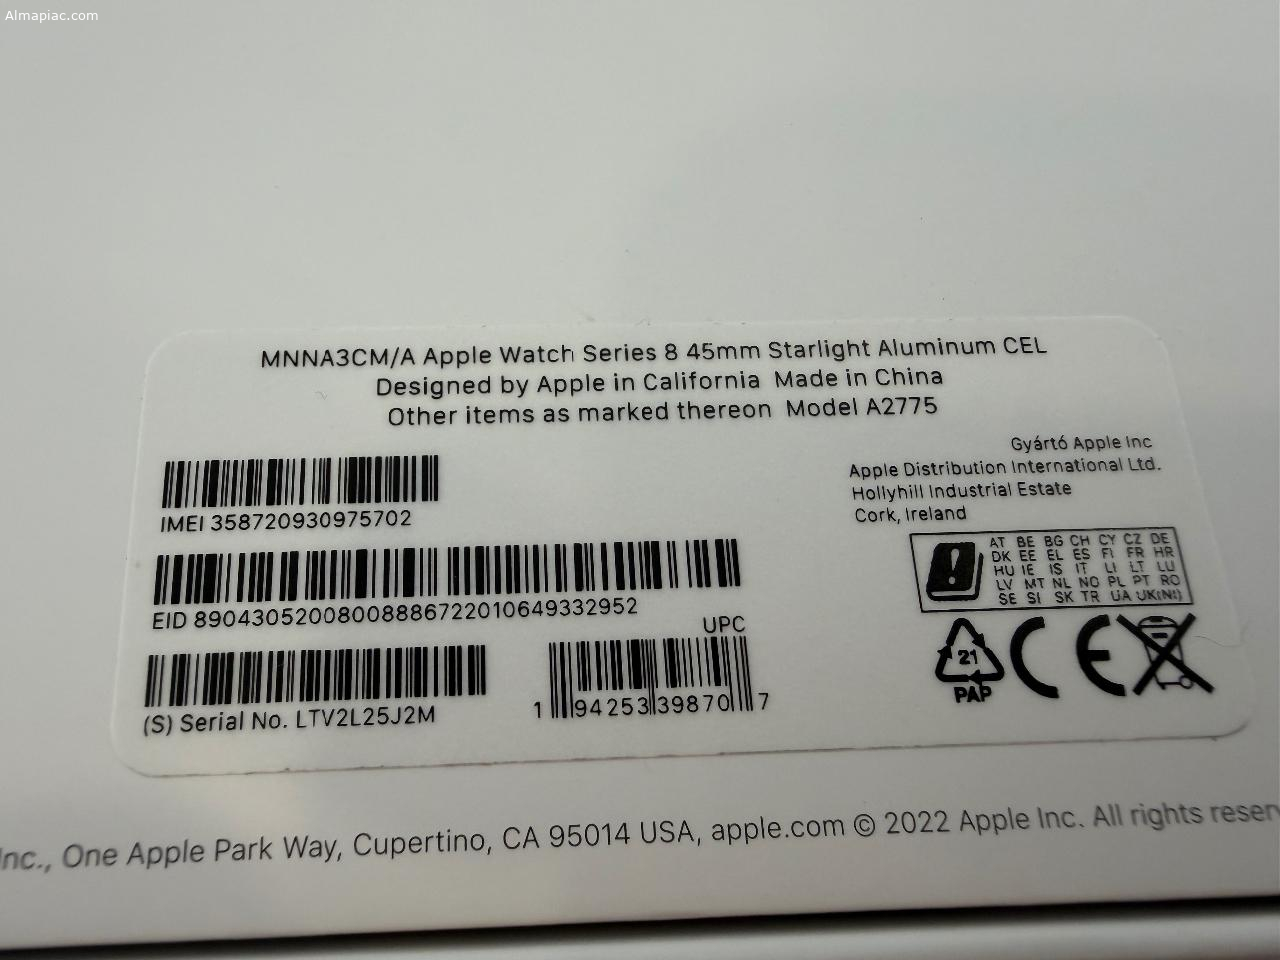 Almapiac.com
MNNA3CM/A Apple Watch Series 8 45mm Starlight Aluminum CEL
Designed by Apple in California Made in China
Other items as marked thereon Model A2775
Gyártó Apple Inc
Apple Distribution International Ltd.
Hollyhill Industrial Estate
Cork, Ireland
IMEI 358720930975702
AT BE BG CH CY CZ DE
DK EE EL ES FI FR HR
HU IE IS IT LI LT LU
LV MT NL NO PL PT RO
SE SI SK TR UA UK(NI)
EID 89043052008008886722010649332952
UPC
21
PAP
CE
(S) Serial No. LTV2L25J2M
1 94253 39870 7
Inc., One Apple Park Way, Cupertino, CA 95014 USA, apple.com © 2022 Apple Inc. All rights reser